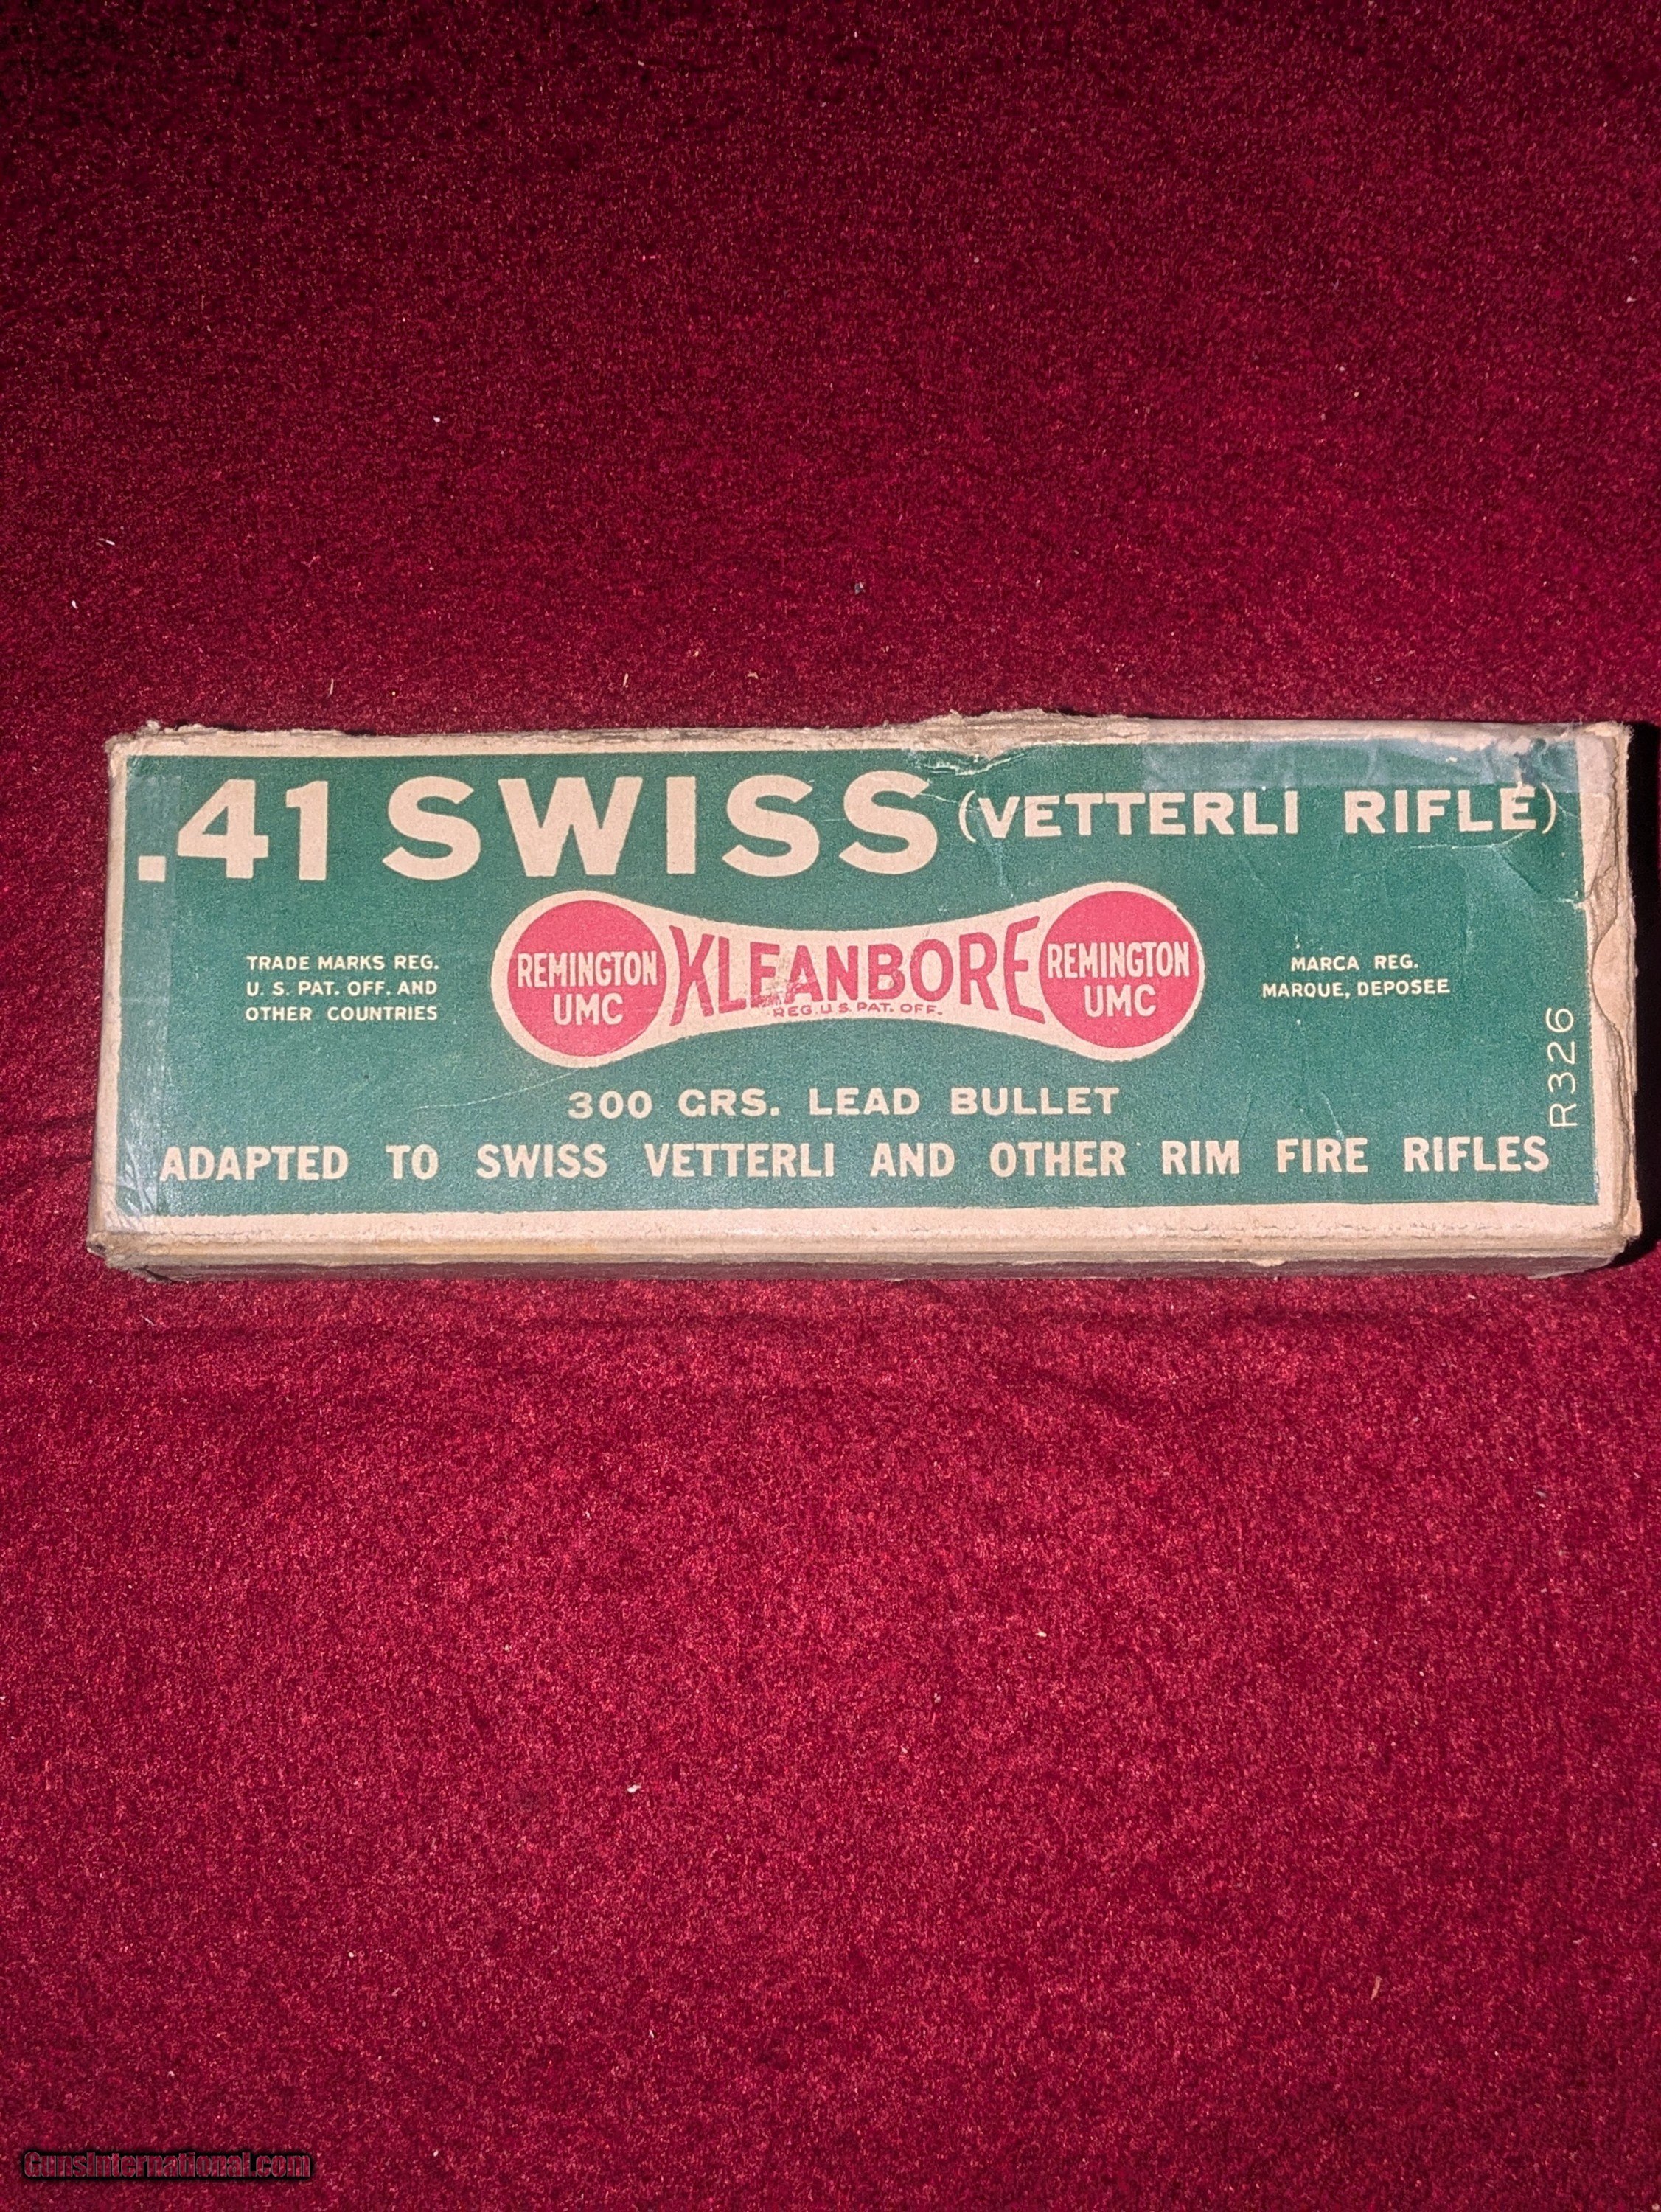 .41 SWISS (VETTERLI RIFLE)
TRADE MARKS REG.
U. S. PAT. OFF. AND
OTHER COUNTRIES
REMINGTON
UMC
KLEANBORE
REG. U.S. PAT. OFF.
REMINGTON
UMC
MARCA REG.
MARQUE, DEPOSEE
R326
300 GRS. LEAD BULLET
ADAPTED TO SWISS VETTERLI AND OTHER RIM FIRE RIFLES
GunsInternational.com